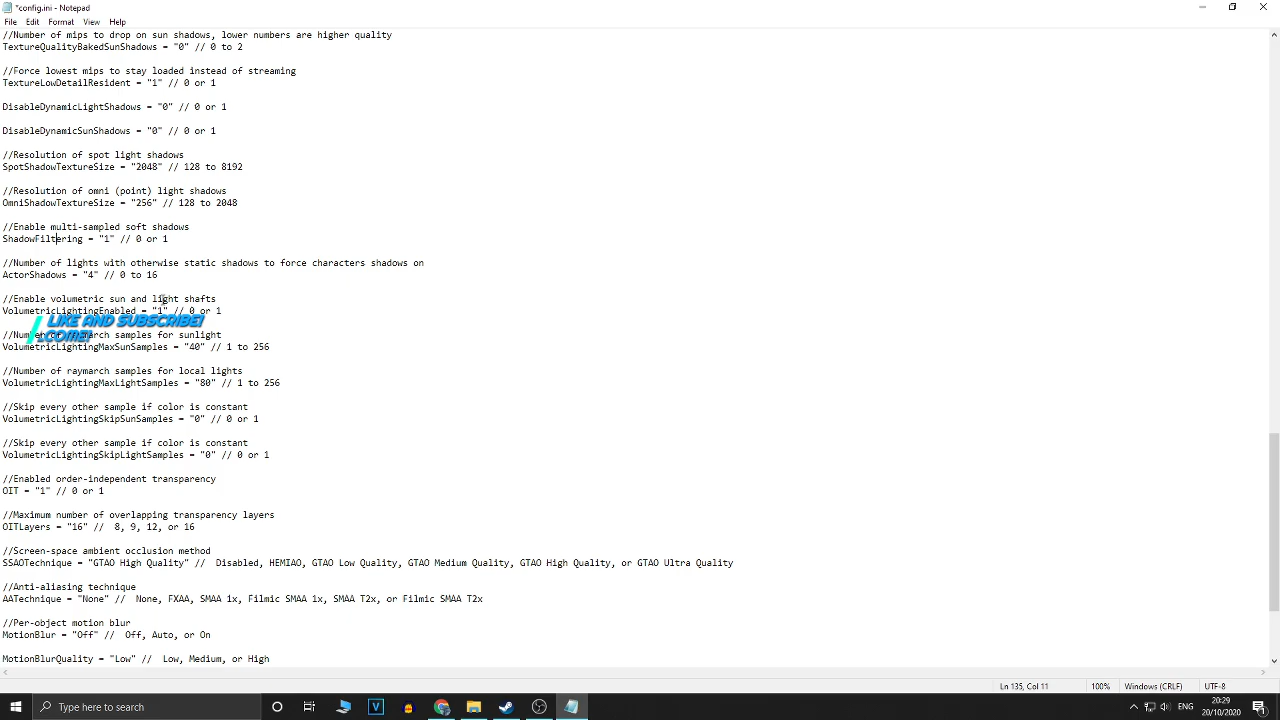 *config.ini - Notepad
File Edit Format View Help
//Number of mips to drop on sun shadows, lower numbers are higher quality
TextureQualityBakedSunShadows = "0" // 0 to 2
//Force lowest mips to stay loaded instead of streaming
TextureLowDetailResident = "1" // 0 or 1
DisableDynamicLightShadows = "0" // 0 or 1
DisableDynamicSunShadows = "0" // 0 or 1
//Resolution of spot light shadows
SpotShadowTextureSize = "2048" // 128 to 8192
//Resolution of omni (point) light shadows
OmniShadowTextureSize = "256" // 128 to 2048
//Enable multi-sampled soft shadows
ShadowFiltering = "1" // 0 or 1
//Number of lights with otherwise static shadows to force characters shadows on
ActorShadows = "4" // 0 to 16
//Enable volumetric sun and light shafts
VolumetricLightingEnabled = "1" // 0 or 1
LIKE AND SUBSCRIBE!
//Number of raymarch samples for sunlight
/.COME!
VolumetricLightingMaxSunSamples = "40" // 1 to 256
//Number of raymarch samples for local lights
VolumetricLightingMaxLightSamples = "80" // 1 to 256
//Skip every other sample if color is constant
VolumetricLightingSkipSunSamples = "0" // 0 or 1
//Skip every other sample if color is constant
VolumetricLightingSkipLightSamples = "0" // 0 or 1
//Enabled order-independent transparency
OIT = "1" // 0 or 1
//Maximum number of overlapping transparency layers
OITLayers = "16" // 8, 9, 12, or 16
//Screen-space ambient occlusion method
SSAOTechnique = "GTAO High Quality" // Disabled, HEMIAO, GTAO Low Quality, GTAO Medium Quality, GTAO High Quality, or GTAO Ultra Quality
//Anti-aliasing technique
AATechnique = "None" // None, FXAA, SMAA 1x, Filmic SMAA 1x, SMAA T2x, or Filmic SMAA T2x
//Per-object motion blur
MotionBlur = "Off" // Off, Auto, or On
MotionBlurQuality = "Low" // Low, Medium, or High
Ln 135, Col 11 100% Windows (CRLF) UTF-8
Type here to search V ENG 20:29
20/10/2020